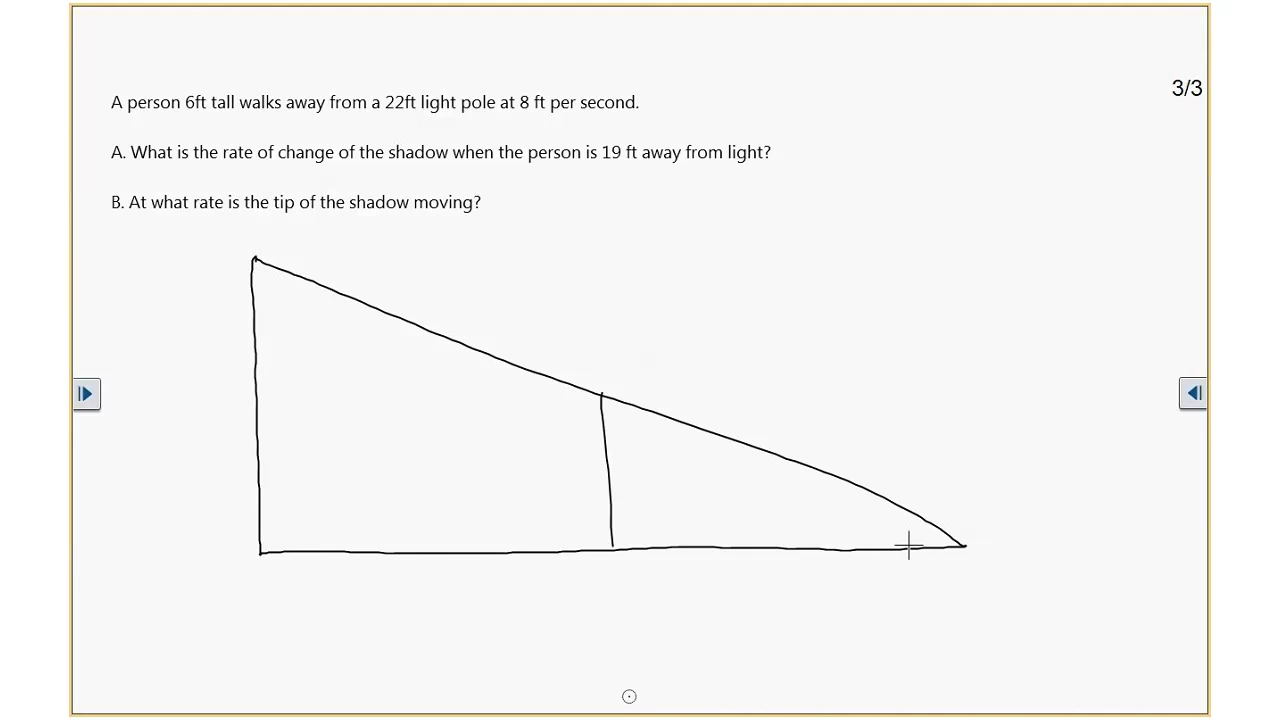 3/3
A person 6ft tall walks away from a 22ft light pole at 8 ft per second.
A. What is the rate of change of the shadow when the person is 19 ft away from light?
B. At what rate is the tip of the shadow moving?